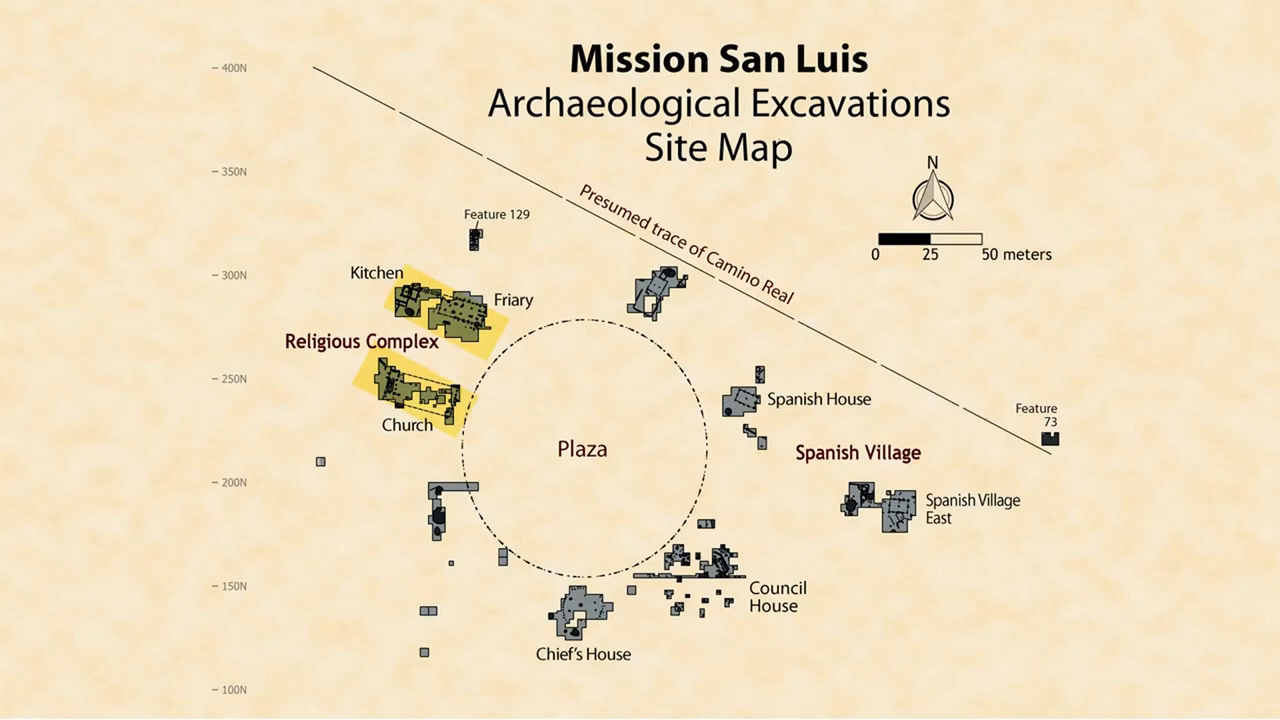 Mission San Luis
Archaeological Excavations
Site Map
– 400N
– 350N
– 300N
– 250N
– 200N
– 150N
– 100N
N
0 25 50 meters
Presumed trace of Camino Real
Feature 129
Kitchen
Friary
Religious Complex
Church
Plaza
Spanish House
Feature
73
Spanish Village
Spanish Village
East
Council
House
Chief's House